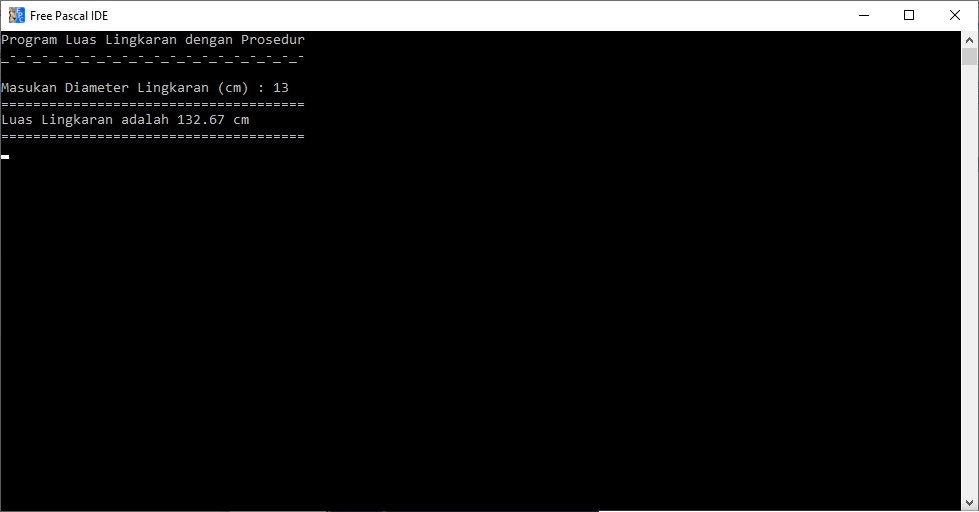 Free Pascal IDE
Program Luas Lingkaran dengan Prosedur
_-_-_-_-_-_-_-_-_-_-_-_-_-_-_-_-_-_-_-
Masukan Diameter Lingkaran (cm) : 13
======================================
Luas Lingkaran adalah 132.67 cm
======================================